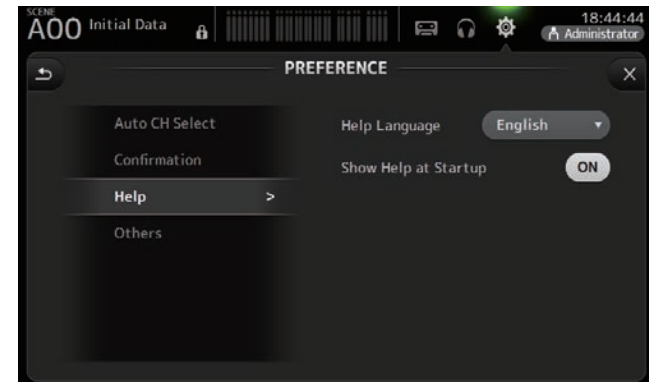 SCENE
A00 Initial Data
18:44:44
Administrator
PREFERENCE
Auto CH Select
Help Language English
Confirmation
Show Help at Startup ON
Help >
Others